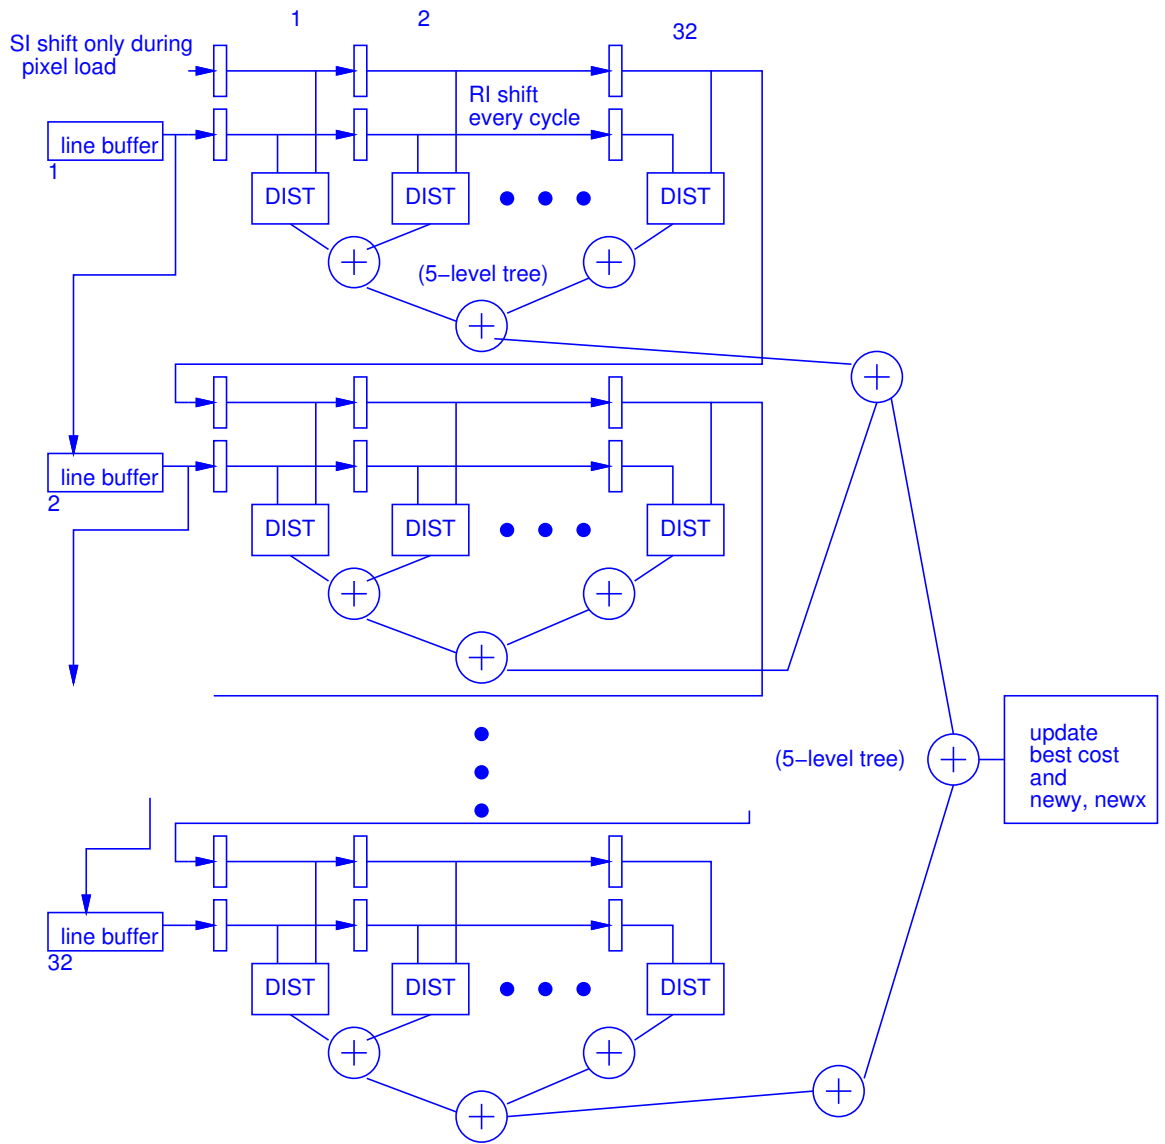 1
2
32
SI shift only during
pixel load
RI shift
every cycle
line buffer
1
DIST
DIST
DIST
+
+
(5−level tree)
+
+
line buffer
2
DIST
DIST
DIST
+
+
+
(5−level tree)
+
update
best cost
and
newy, newx
line buffer
32
DIST
DIST
DIST
+
+
+
+